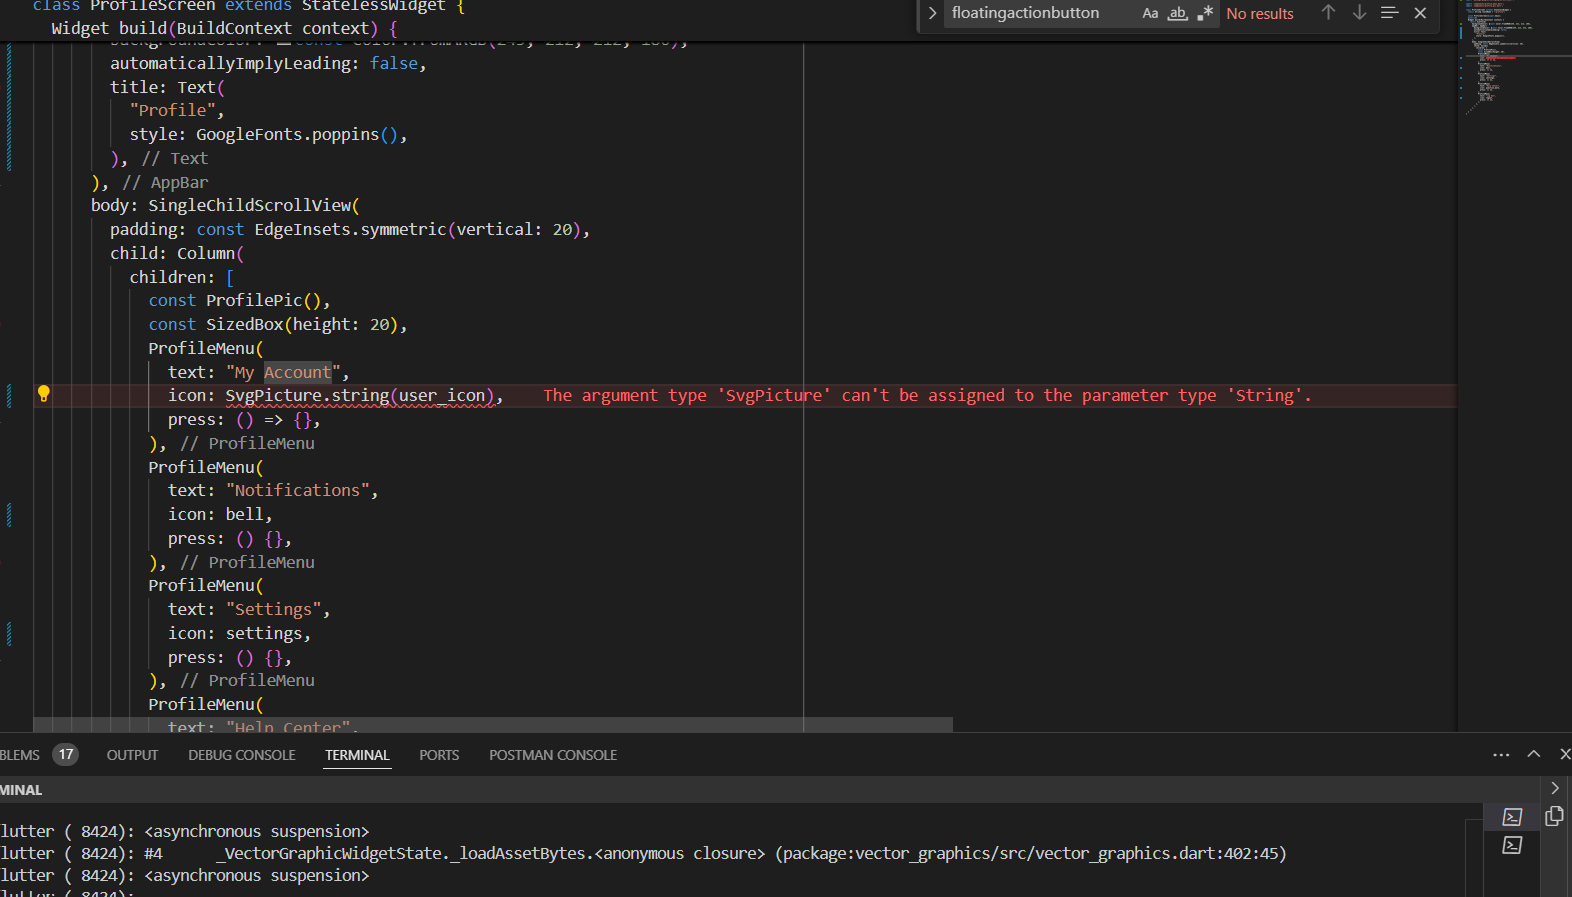 class ProfileScreen extends StatelessWidget {
Widget build(BuildContext context) {
floatingactionbutton
Aa
ab
No results
automaticallyImplyLeading: false,
title: Text(
"Profile",
style: GoogleFonts.poppins(),
), // Text
), // AppBar
body: SingleChildScrollView(
padding: const EdgeInsets.symmetric(vertical: 20),
child: Column(
children: [
const ProfilePic(),
const SizedBox(height: 20),
ProfileMenu(
text: "My Account",
icon: SvgPicture.string(user_icon), The argument type 'SvgPicture' can't be assigned to the parameter type 'String'.
press: () => {},
), // ProfileMenu
ProfileMenu(
text: "Notifications",
icon: bell,
press: () {},
), // ProfileMenu
ProfileMenu(
text: "Settings",
icon: settings,
press: () {},
), // ProfileMenu
ProfileMenu(
text: "Help Center",
BLEMS 17 OUTPUT DEBUG CONSOLE TERMINAL PORTS POSTMAN CONSOLE
MINAL
lutter ( 8424): <asynchronous suspension>
lutter ( 8424): #4 _VectorGraphicWidgetState._loadAssetBytes.<anonymous closure> (package:vector_graphics/src/vector_graphics.dart:402:45)
lutter ( 8424): <asynchronous suspension>
lutter ( 8424):